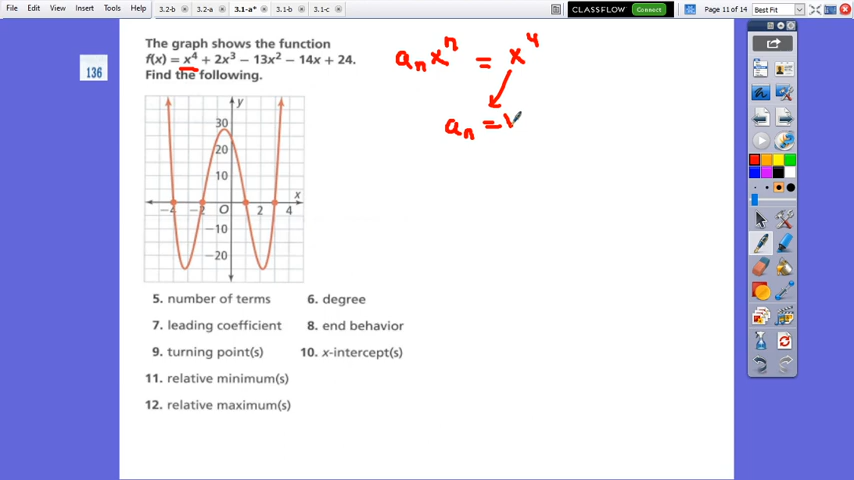 File Edit View Insert Tools Help
3.2-b
3.2-a
3.1-a*
3.1-b
3.1-c
CLASSFLOW Connect
Page 11 of 14
Best Fit
136
The graph shows the function
f(x) = x⁴ + 2x³ − 13x² − 14x + 24.
Find the following.
aₙxⁿ = x⁴
aₙ = 1
y
30
20
10
x
−4 −2 O 2 4
−10
−20
5. number of terms 6. degree
7. leading coefficient 8. end behavior
9. turning point(s) 10. x-intercept(s)
11. relative minimum(s)
12. relative maximum(s)